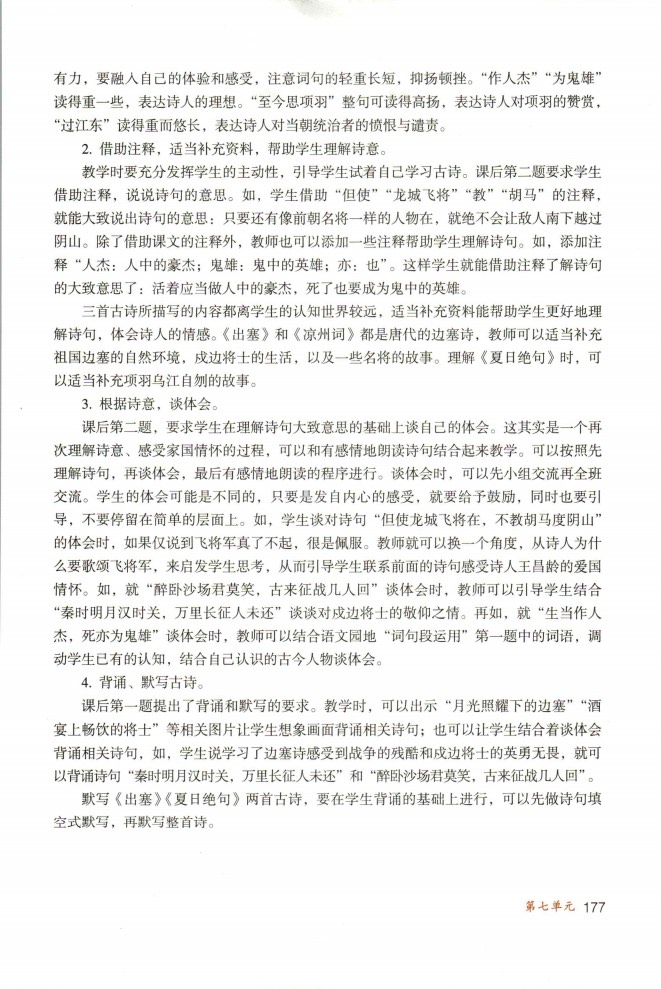 有力，要融入自己的体验和感受，注意词句的轻重长短，抑扬顿挫。“作人杰”“为鬼雄”
读得重一些，表达诗人的理想。“至今思项羽”整句可读得高扬，表达诗人对项羽的赞赏，
“过江东”读得重而悠长，表达诗人对当朝统治者的愤恨与谴责。
2. 借助注释，适当补充资料，帮助学生理解诗意。
教学时要充分发挥学生的主动性，引导学生试着自己学习古诗。课后第二题要求学生
借助注释，说说诗句的意思。如，学生借助“但使”“龙城飞将”“教”“胡马”的注释，
就能大致说出诗句的意思：只要还有像前朝名将一样的人物在，就绝不会让敌人南下越过
阴山。除了借助课文的注释外，教师也可以添加一些注释帮助学生理解诗句。如，添加注
释“人杰：人中的豪杰；鬼雄：鬼中的英雄；亦：也”。这样学生就能借助注释了解诗句
的大致意思了：活着应当做人中的豪杰，死了也要成为鬼中的英雄。
三首古诗所描写的内容都离学生的认知世界较远，适当补充资料能帮助学生更好地理
解诗句，体会诗人的情感。《出塞》和《凉州词》都是唐代的边塞诗，教师可以适当补充
祖国边塞的自然环境，戍边将士的生活，以及一些名将的故事。理解《夏日绝句》时，可
以适当补充项羽乌江自刎的故事。
3. 根据诗意，谈体会。
课后第二题，要求学生在理解诗句大致意思的基础上谈自己的体会。这其实是一个再
次理解诗意、感受家国情怀的过程，可以和有感情地朗读诗句结合起来教学。可以按照先
理解诗句，再谈体会，最后有感情地朗读的程序进行。谈体会时，可以先小组交流再全班
交流。学生的体会可能是不同的，只要是发自内心的感受，就要给予鼓励，同时也要引
导，不要停留在简单的层面上。如，学生谈对诗句“但使龙城飞将在，不教胡马度阴山”
的体会时，如果仅说到飞将军真了不起，很是佩服。教师就可以换一个角度，从诗人为什
么要歌颂飞将军，来启发学生思考，从而引导学生联系前面的诗句感受诗人王昌龄的爱国
情怀。如，就“醉卧沙场君莫笑，古来征战几人回”谈体会时，教师可以引导学生结合
“秦时明月汉时关，万里长征人未还”谈谈对戍边将士的敬仰之情。再如，就“生当作人
杰，死亦为鬼雄”谈体会时，教师可以结合语文园地“词句段运用”第一题中的词语，调
动学生已有的认知，结合自己认识的古今人物谈体会。
4. 背诵、默写古诗。
课后第一题提出了背诵和默写的要求。教学时，可以出示“月光照耀下的边塞”“酒
宴上畅饮的将士”等相关图片让学生想象画面背诵相关诗句；也可以让学生结合着谈体会
背诵相关诗句，如，学生说学习了边塞诗感受到战争的残酷和戍边将士的英勇无畏，就可
以背诵诗句“秦时明月汉时关，万里长征人未还”和“醉卧沙场君莫笑，古来征战几人回”。
默写《出塞》《夏日绝句》两首古诗，要在学生背诵的基础上进行，可以先做诗句填
空式默写，再默写整首诗。
第七单元 177